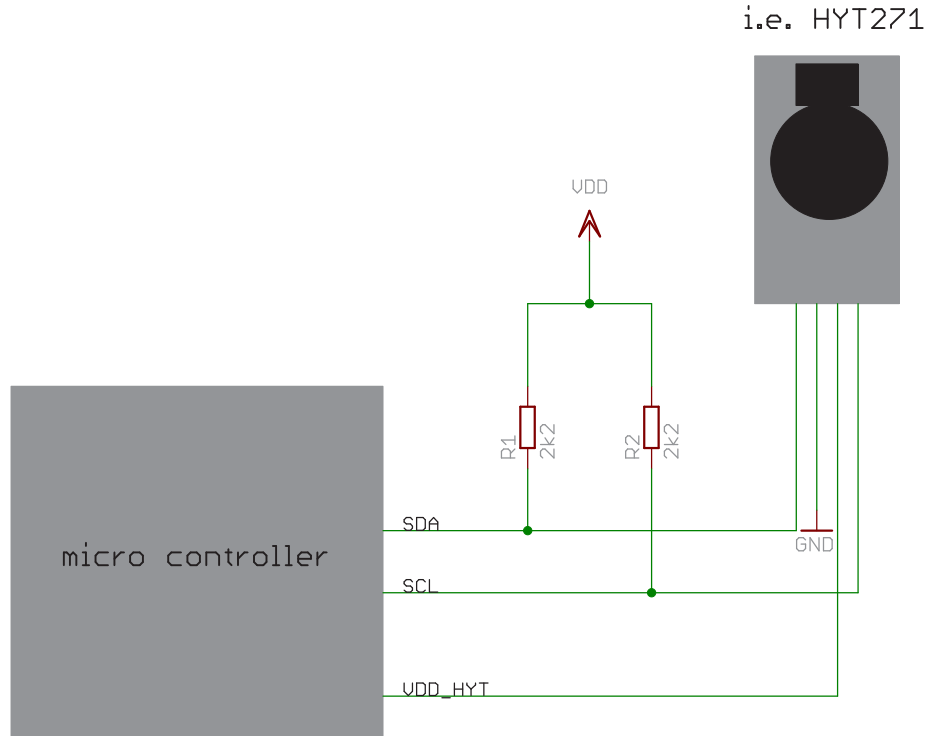 i.e. HYT271
VDD
R1
2k2
R2
2k2
SDA
GND
micro controller
SCL
VDD_HYT